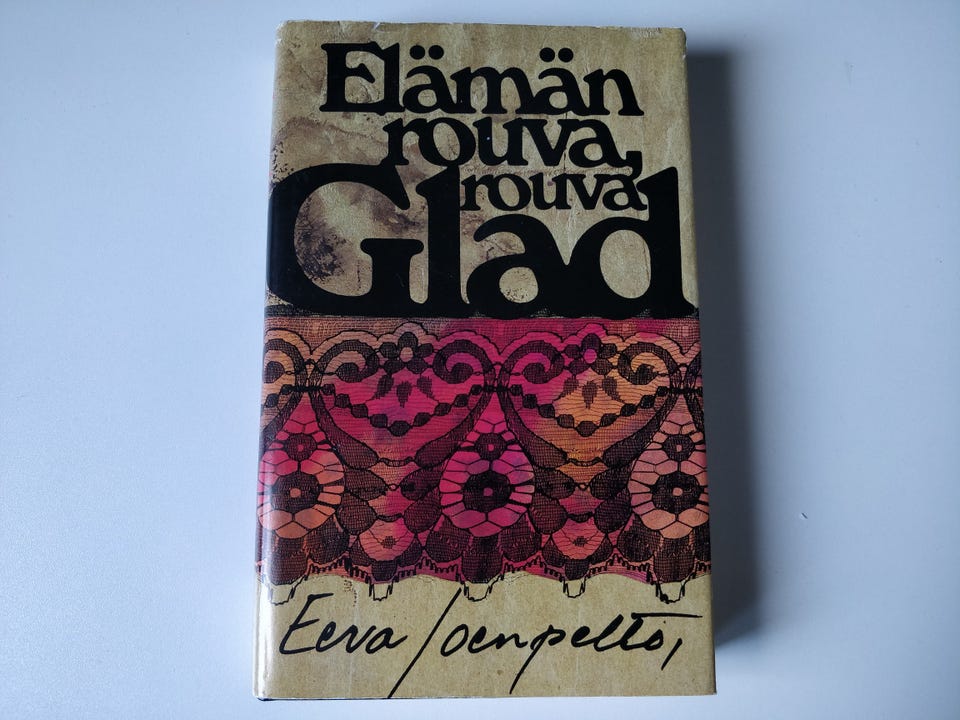 Elämän
rouva,
rouva
Glad
Eeva Joenpelto,